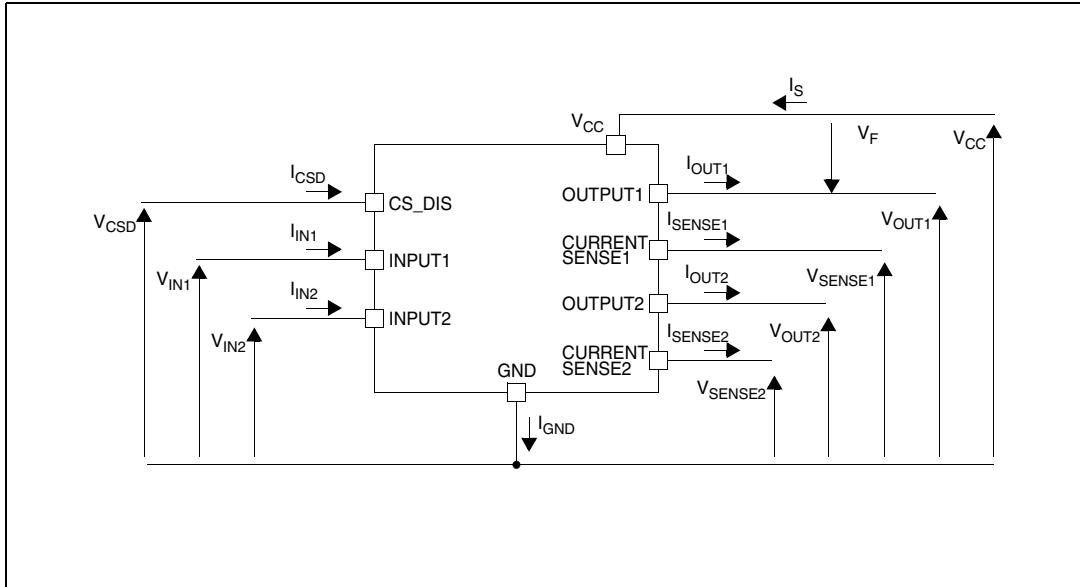 I_S
V_CC
V_F
V_CC
I_OUT1
I_CSD
OUTPUT1
CS_DIS
V_CSD
V_OUT1
I_SENSE1
I_IN1
CURRENT
SENSE1
INPUT1
V_IN1
V_SENSE1
I_OUT2
I_IN2
OUTPUT2
INPUT2
V_IN2
V_OUT2
I_SENSE2
CURRENT
SENSE2
GND
V_SENSE2
I_GND